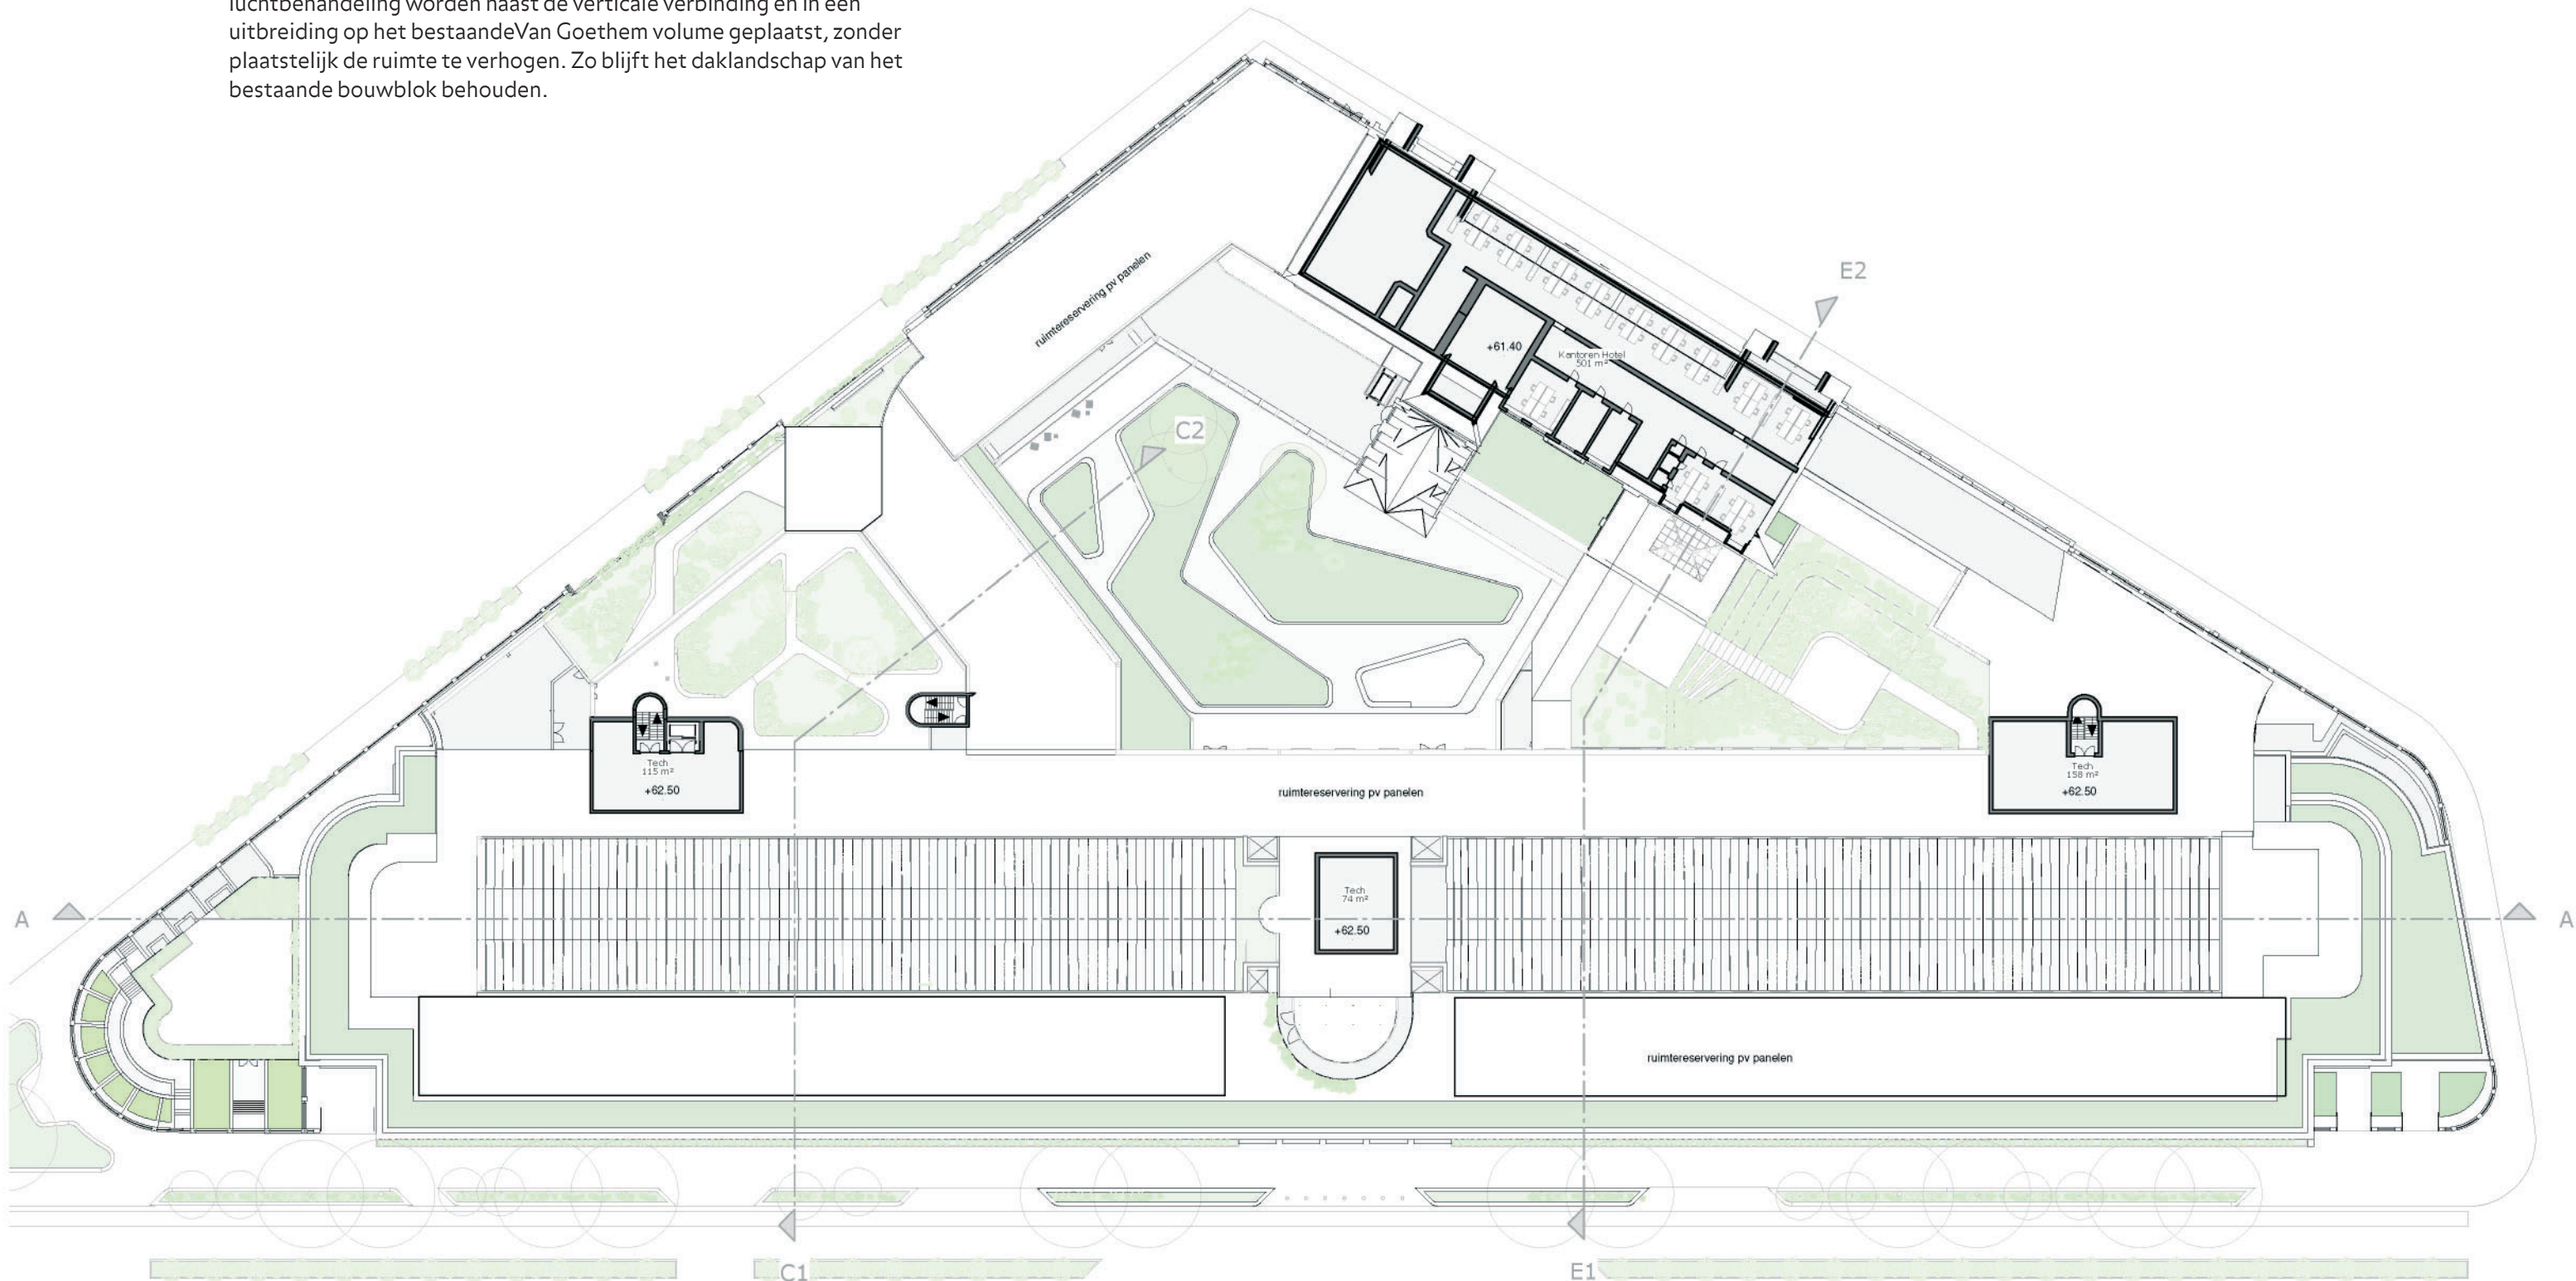 luchtbehandeling worden naast de verticale verbinding en in een
uitbreiding op het bestaandeVan Goethem volume geplaatst, zonder
plaatstelijk de ruimte te verhogen. Zo blijft het daklandschap van het
bestaande bouwblok behouden.
E2
ruimtereservering pv panelen
+61.40
Kantoren Hotel
501 m²
C2
Tech
115 m²
+62.50
ruimtereservering pv panelen
Tech
158 m²
+62.50
Tech
74 m²
+62.50
A
A
ruimtereservering pv panelen
C1
E1